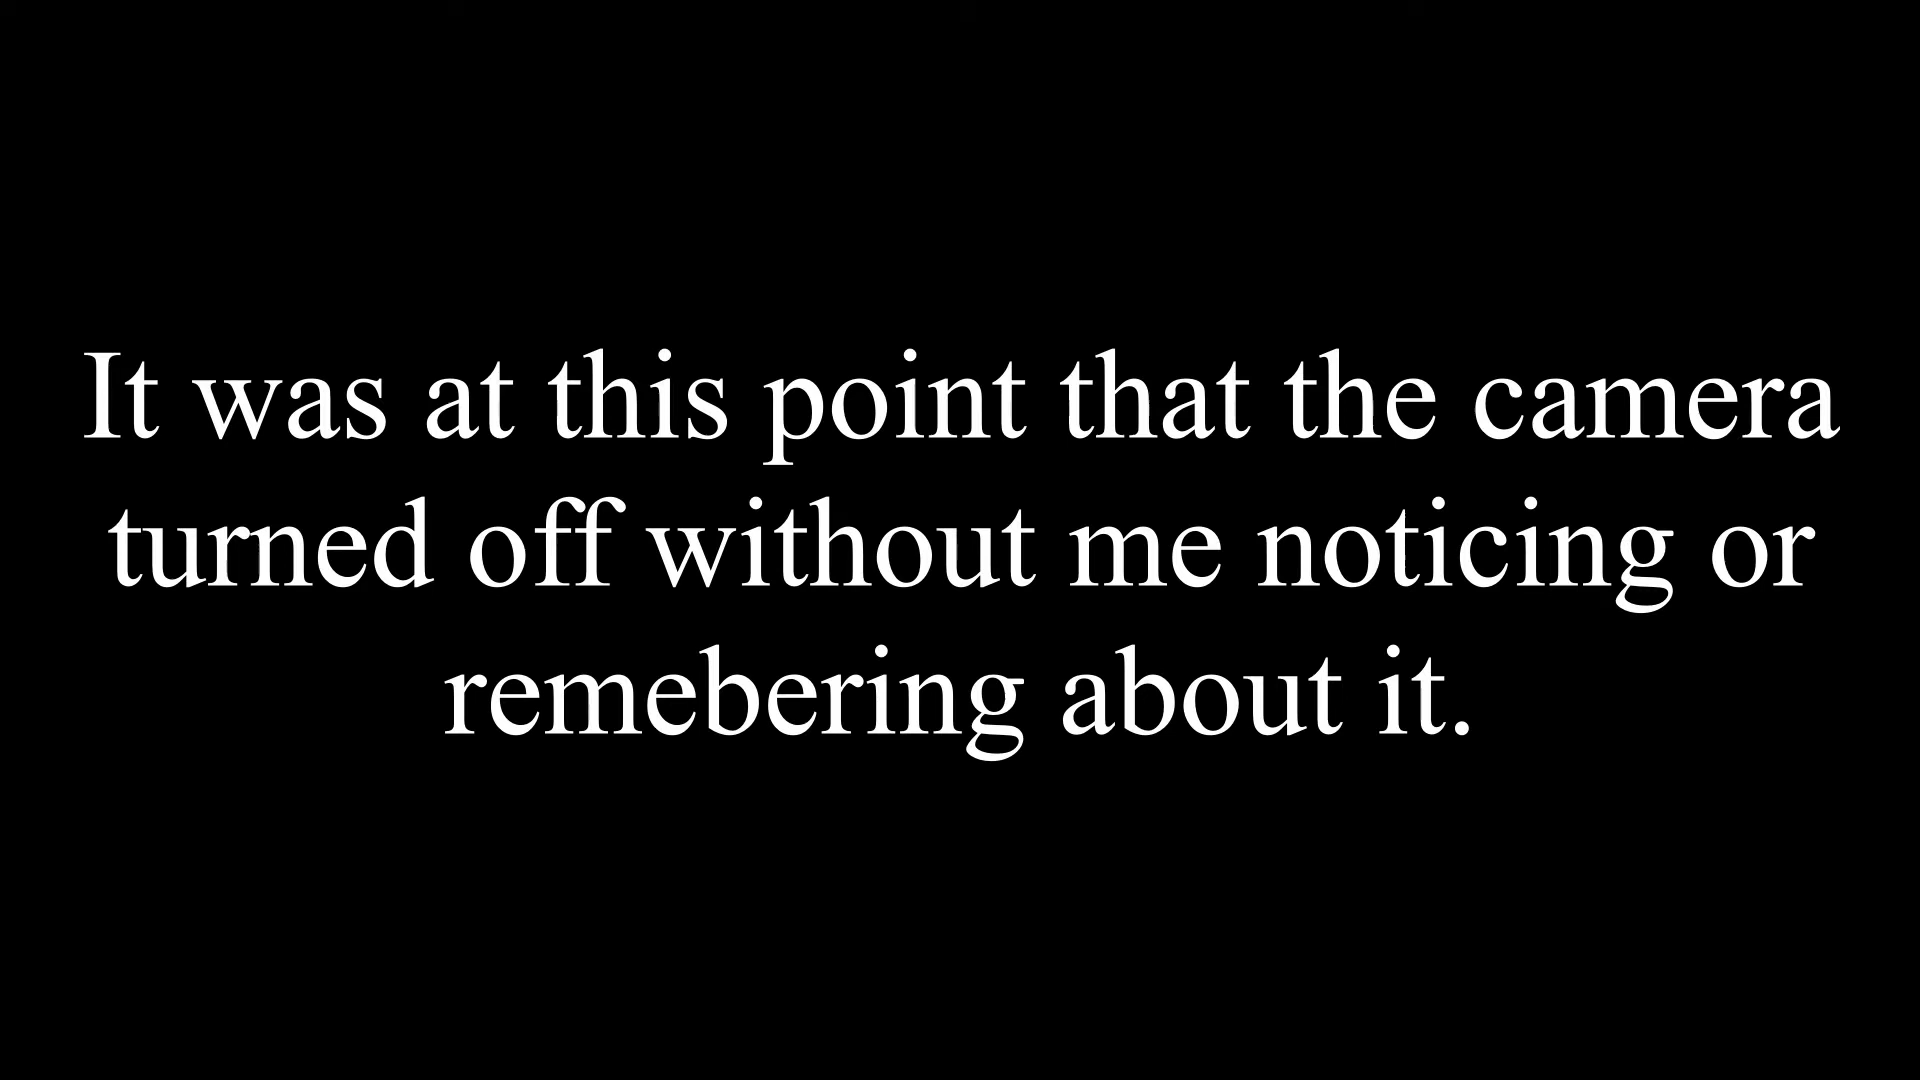 It was at this point that the camera
turned off without me noticing or
remebering about it.